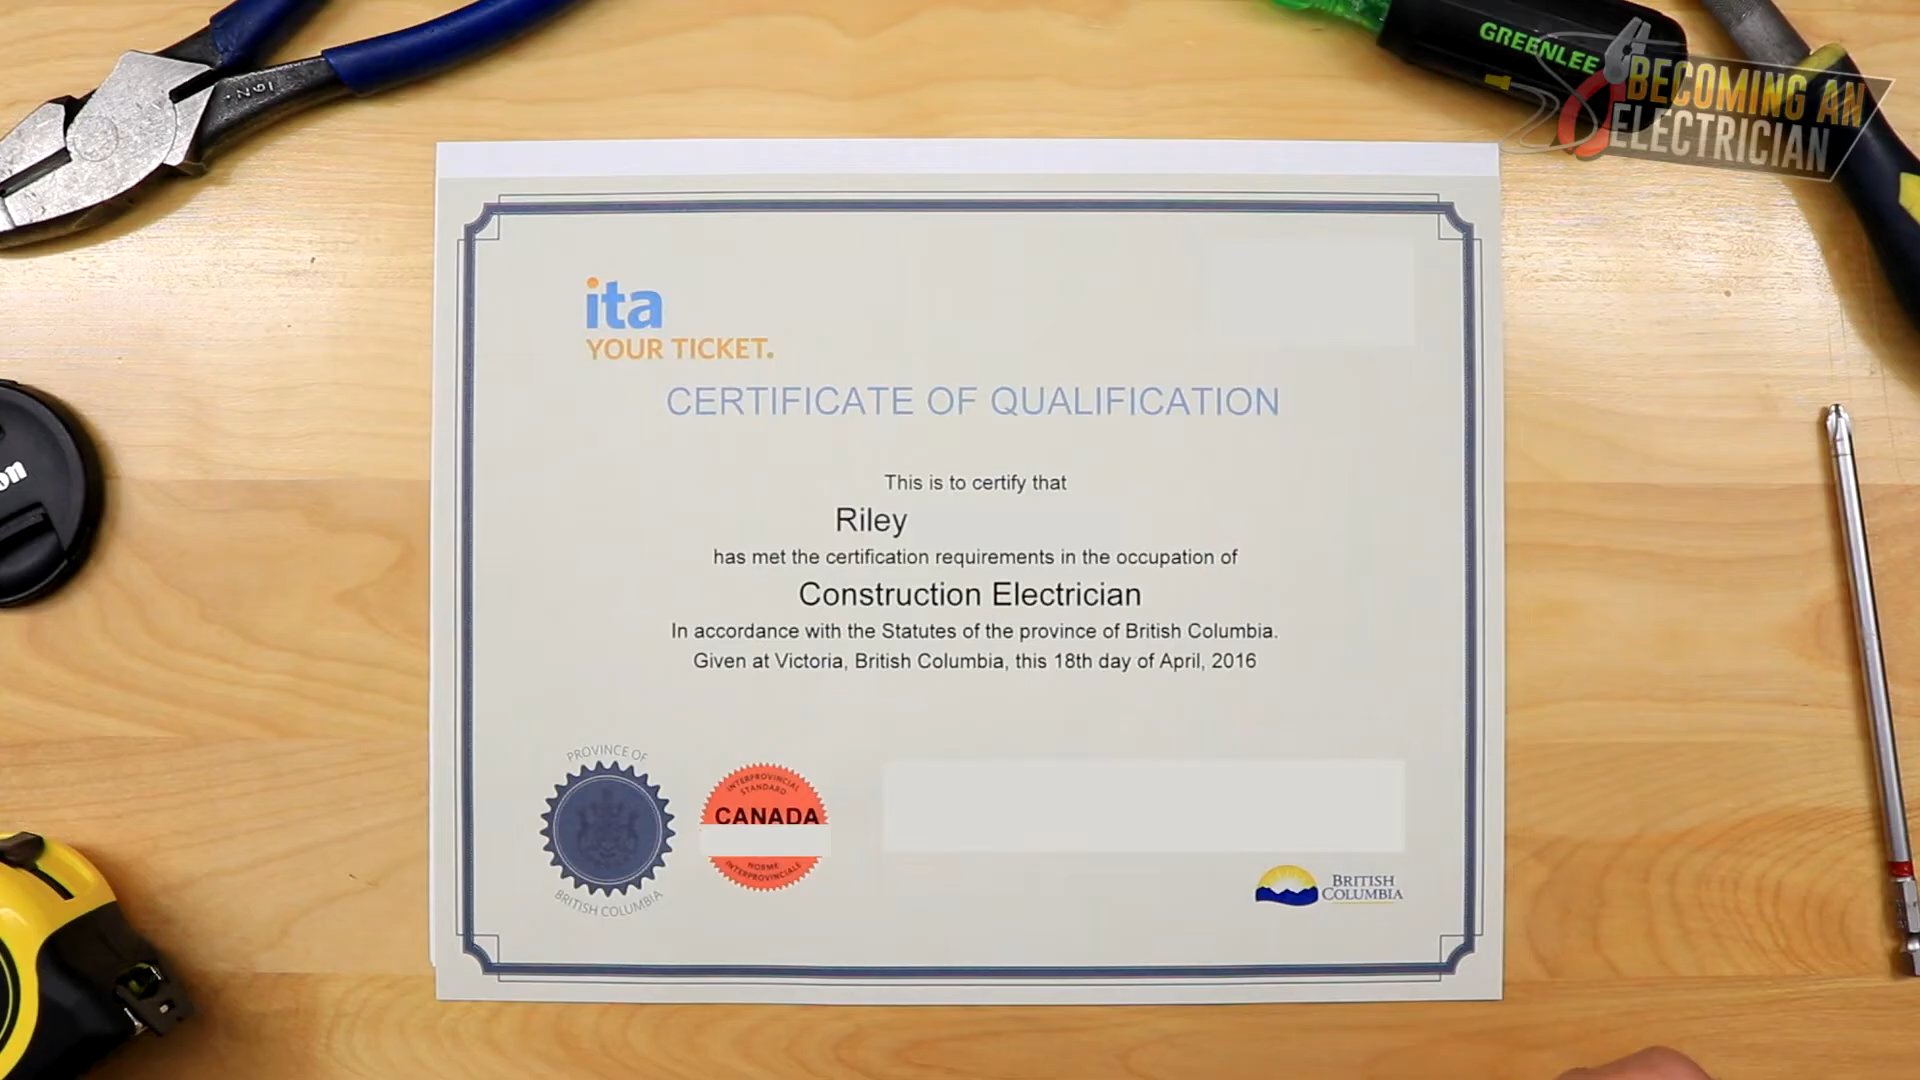 GREENLEE
BECOMING AN
ELECTRICIAN
IGN
on
ita
YOUR TICKET.
CERTIFICATE OF QUALIFICATION
This is to certify that
Riley
has met the certification requirements in the occupation of
Construction Electrician
In accordance with the Statutes of the province of British Columbia.
Given at Victoria, British Columbia, this 18th day of April, 2016
PROVINCE OF
BRITISH COLUMBIA
INTERPROVINCIAL
STANDARD
CANADA
NORME
INTERPROVINCIALE
BRITISH
COLUMBIA